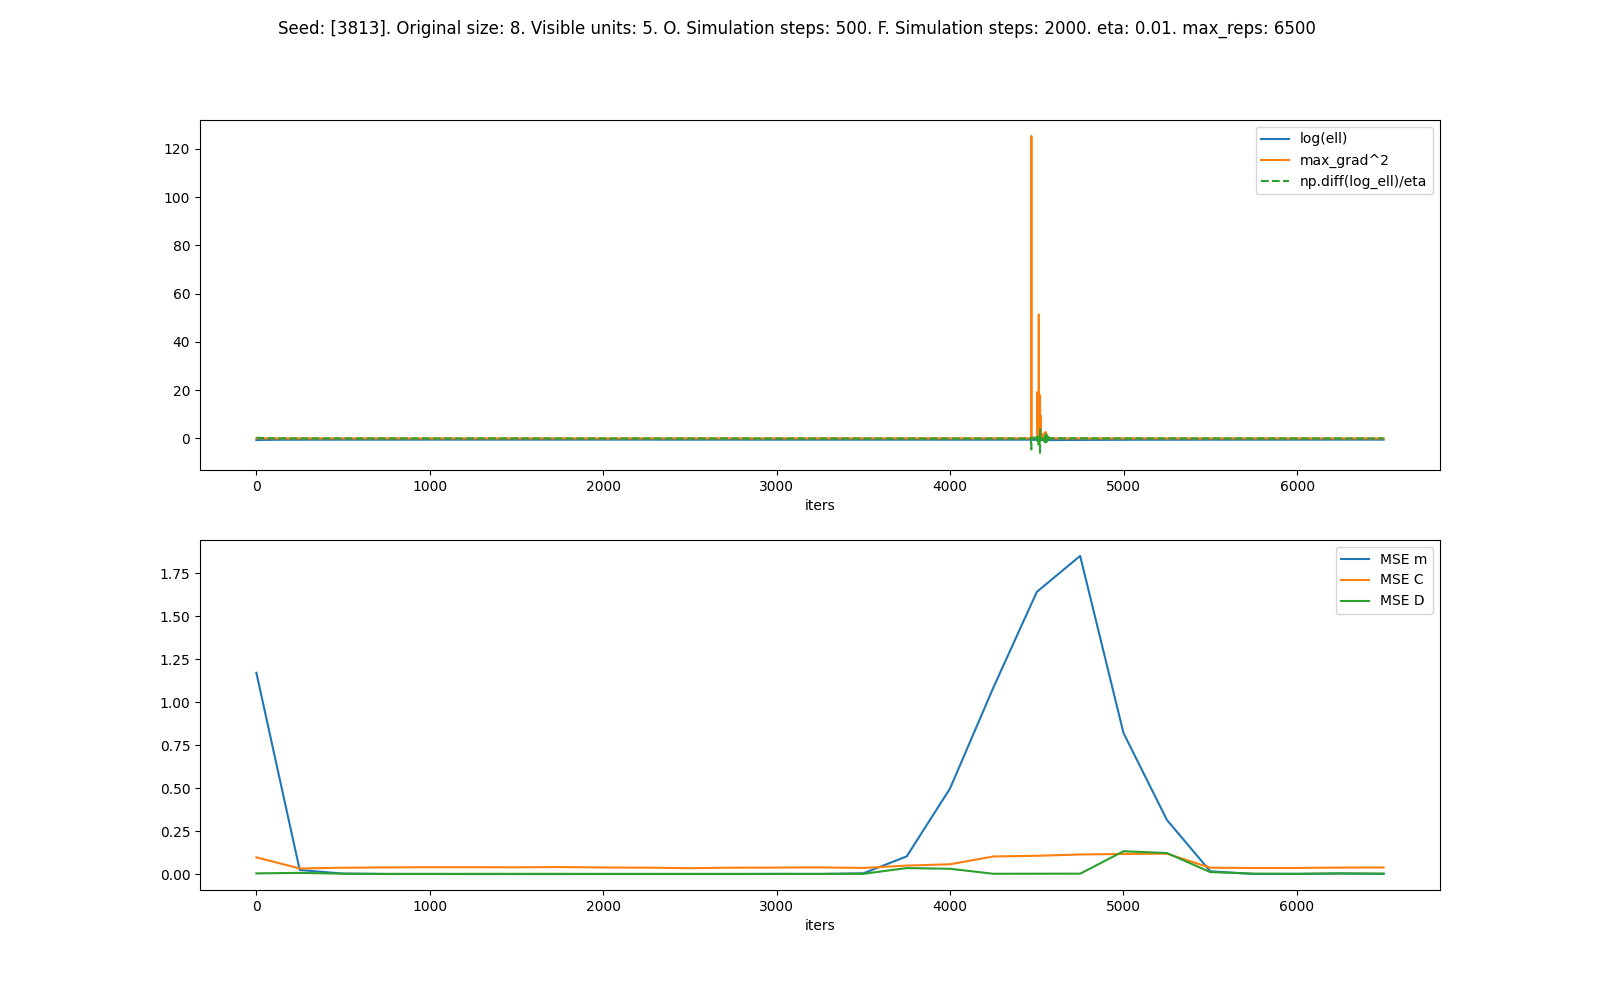 Seed: [3813]. Original size: 8. Visible units: 5. O. Simulation steps: 500. F. Simulation steps: 2000. eta: 0.01. max_reps: 6500
log(ell)
max_grad^2
np.diff(log_ell)/eta
120
100
80
60
40
20
0
0 1000 2000 3000 4000 5000 6000
iters
MSE m
MSE C
MSE D
1.75
1.50
1.25
1.00
0.75
0.50
0.25
0.00
0 1000 2000 3000 4000 5000 6000
iters